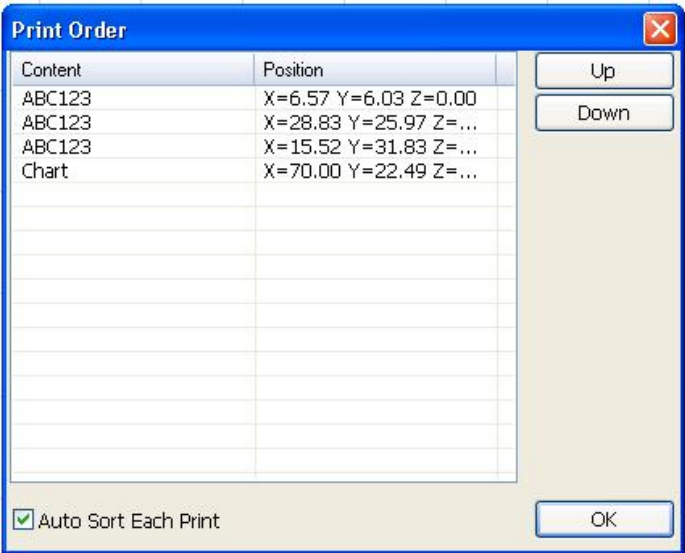 Print Order
Content Position Up
ABC123 X=6.57 Y=6.03 Z=0.00
ABC123 X=28.83 Y=25.97 Z=... Down
ABC123 X=15.52 Y=31.83 Z=...
Chart X=70.00 Y=22.49 Z=...
Auto Sort Each Print OK